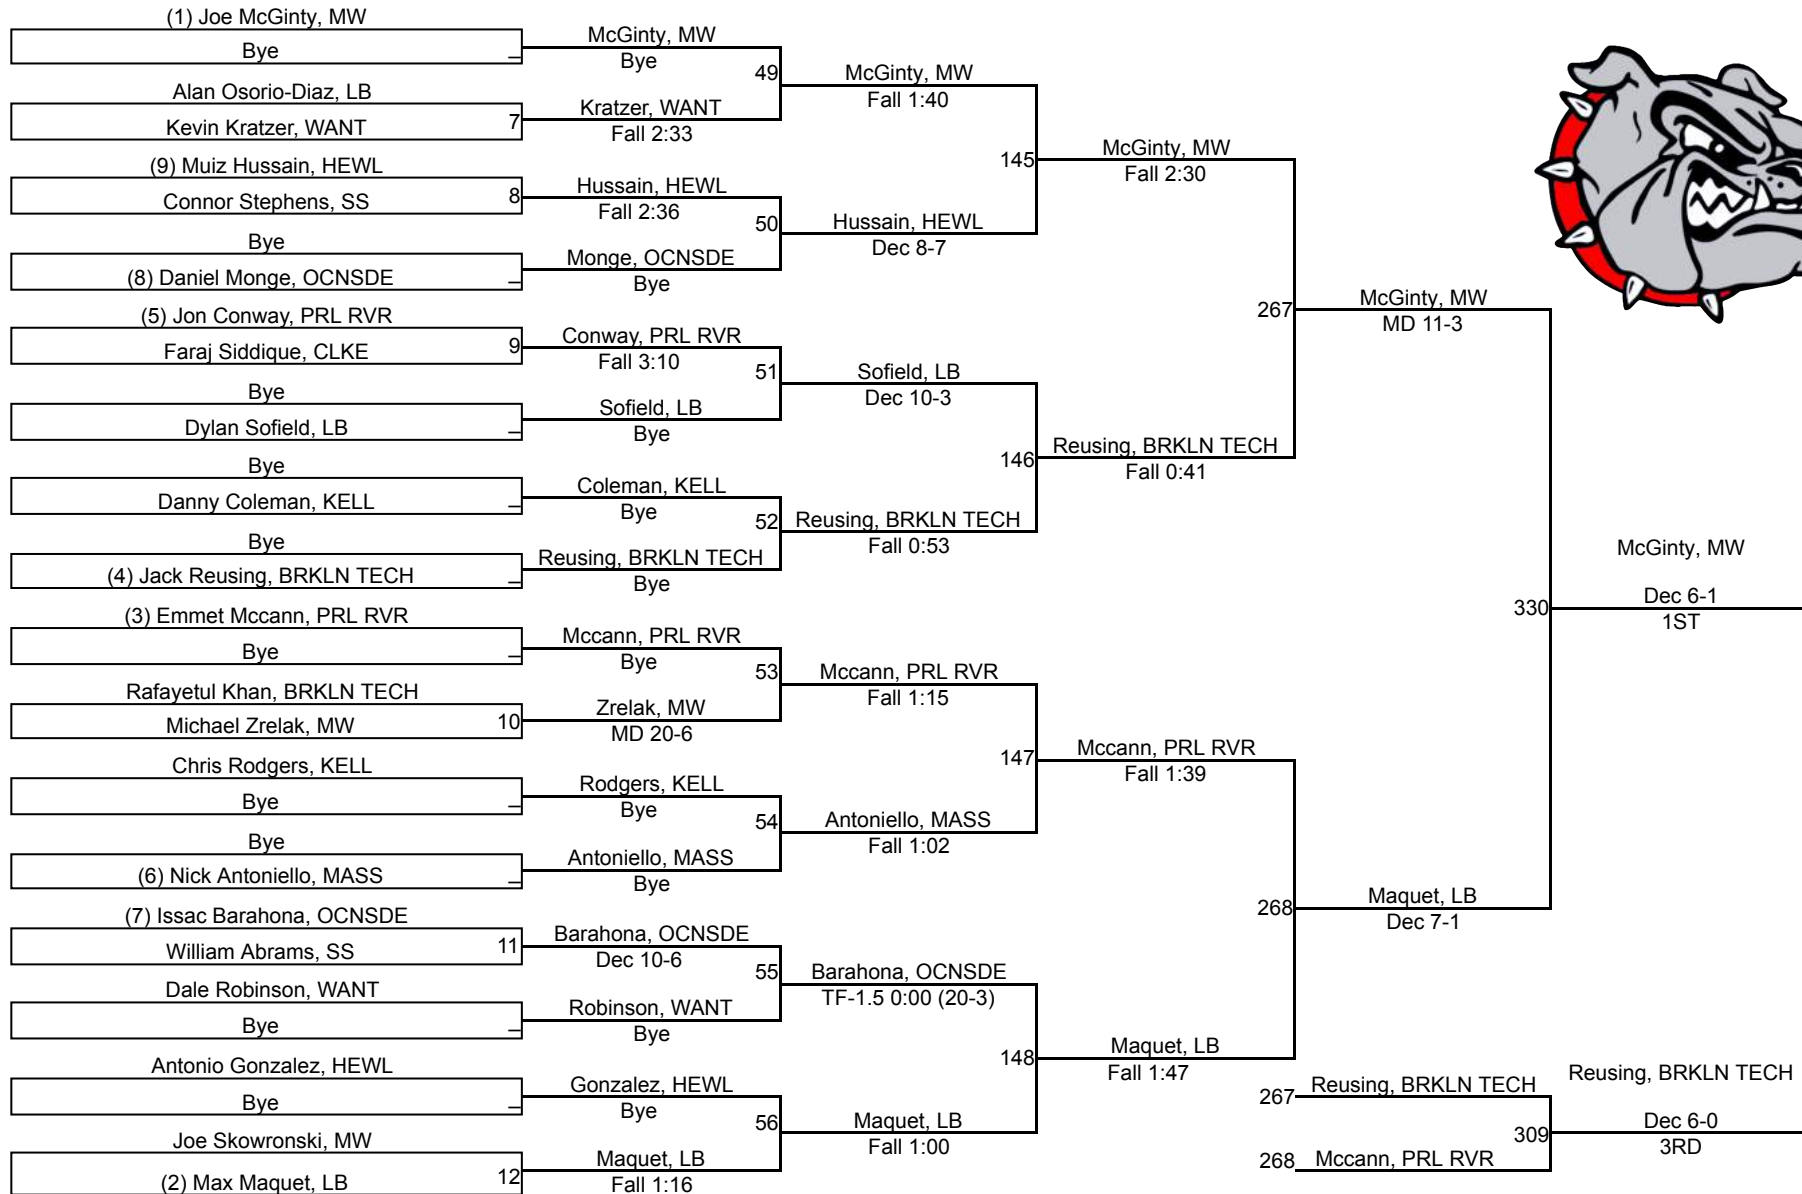 (1) Joe McGinty, MW
Bye
_
Alan Osorio-Diaz, LB
Kevin Kratzer, WANT
7
(9) Muiz Hussain, HEWL
Connor Stephens, SS
8
Bye
(8) Daniel Monge, OCNSDE
_
(5) Jon Conway, PRL RVR
Faraj Siddique, CLKE
9
Bye
Dylan Sofield, LB
_
Bye
Danny Coleman, KELL
_
Bye
(4) Jack Reusing, BRKLN TECH
_
(3) Emmet Mccann, PRL RVR
Bye
_
Rafayetul Khan, BRKLN TECH
Michael Zrelak, MW
10
Chris Rodgers, KELL
Bye
_
Bye
(6) Nick Antoniello, MASS
_
(7) Issac Barahona, OCNSDE
William Abrams, SS
11
Dale Robinson, WANT
Bye
_
Antonio Gonzalez, HEWL
Bye
_
Joe Skowronski, MW
(2) Max Maquet, LB
12
McGinty, MW
Bye
49
Kratzer, WANT
Fall 2:33
Hussain, HEWL
Fall 2:36
50
Monge, OCNSDE
Bye
Conway, PRL RVR
Fall 3:10
51
Sofield, LB
Bye
Coleman, KELL
Bye
52
Reusing, BRKLN TECH
Bye
Mccann, PRL RVR
Bye
53
Zrelak, MW
MD 20-6
Rodgers, KELL
Bye
54
Antoniello, MASS
Bye
Barahona, OCNSDE
Dec 10-6
55
Robinson, WANT
Bye
Gonzalez, HEWL
Bye
56
Maquet, LB
Fall 1:16
McGinty, MW
Fall 1:40
145
Hussain, HEWL
Dec 8-7
Sofield, LB
Dec 10-3
146
Reusing, BRKLN TECH
Fall 0:53
Mccann, PRL RVR
Fall 1:15
147
Antoniello, MASS
Fall 1:02
Barahona, OCNSDE
TF-1.5 0:00 (20-3)
148
Maquet, LB
Fall 1:00
McGinty, MW
Fall 2:30
267
Reusing, BRKLN TECH
Fall 0:41
Mccann, PRL RVR
Fall 1:39
268
Maquet, LB
Fall 1:47
McGinty, MW
MD 11-3
330
Maquet, LB
Dec 7-1
McGinty, MW
Dec 6-1
1ST
267
Reusing, BRKLN TECH
309
268
Mccann, PRL RVR
Reusing, BRKLN TECH
Dec 6-0
3RD